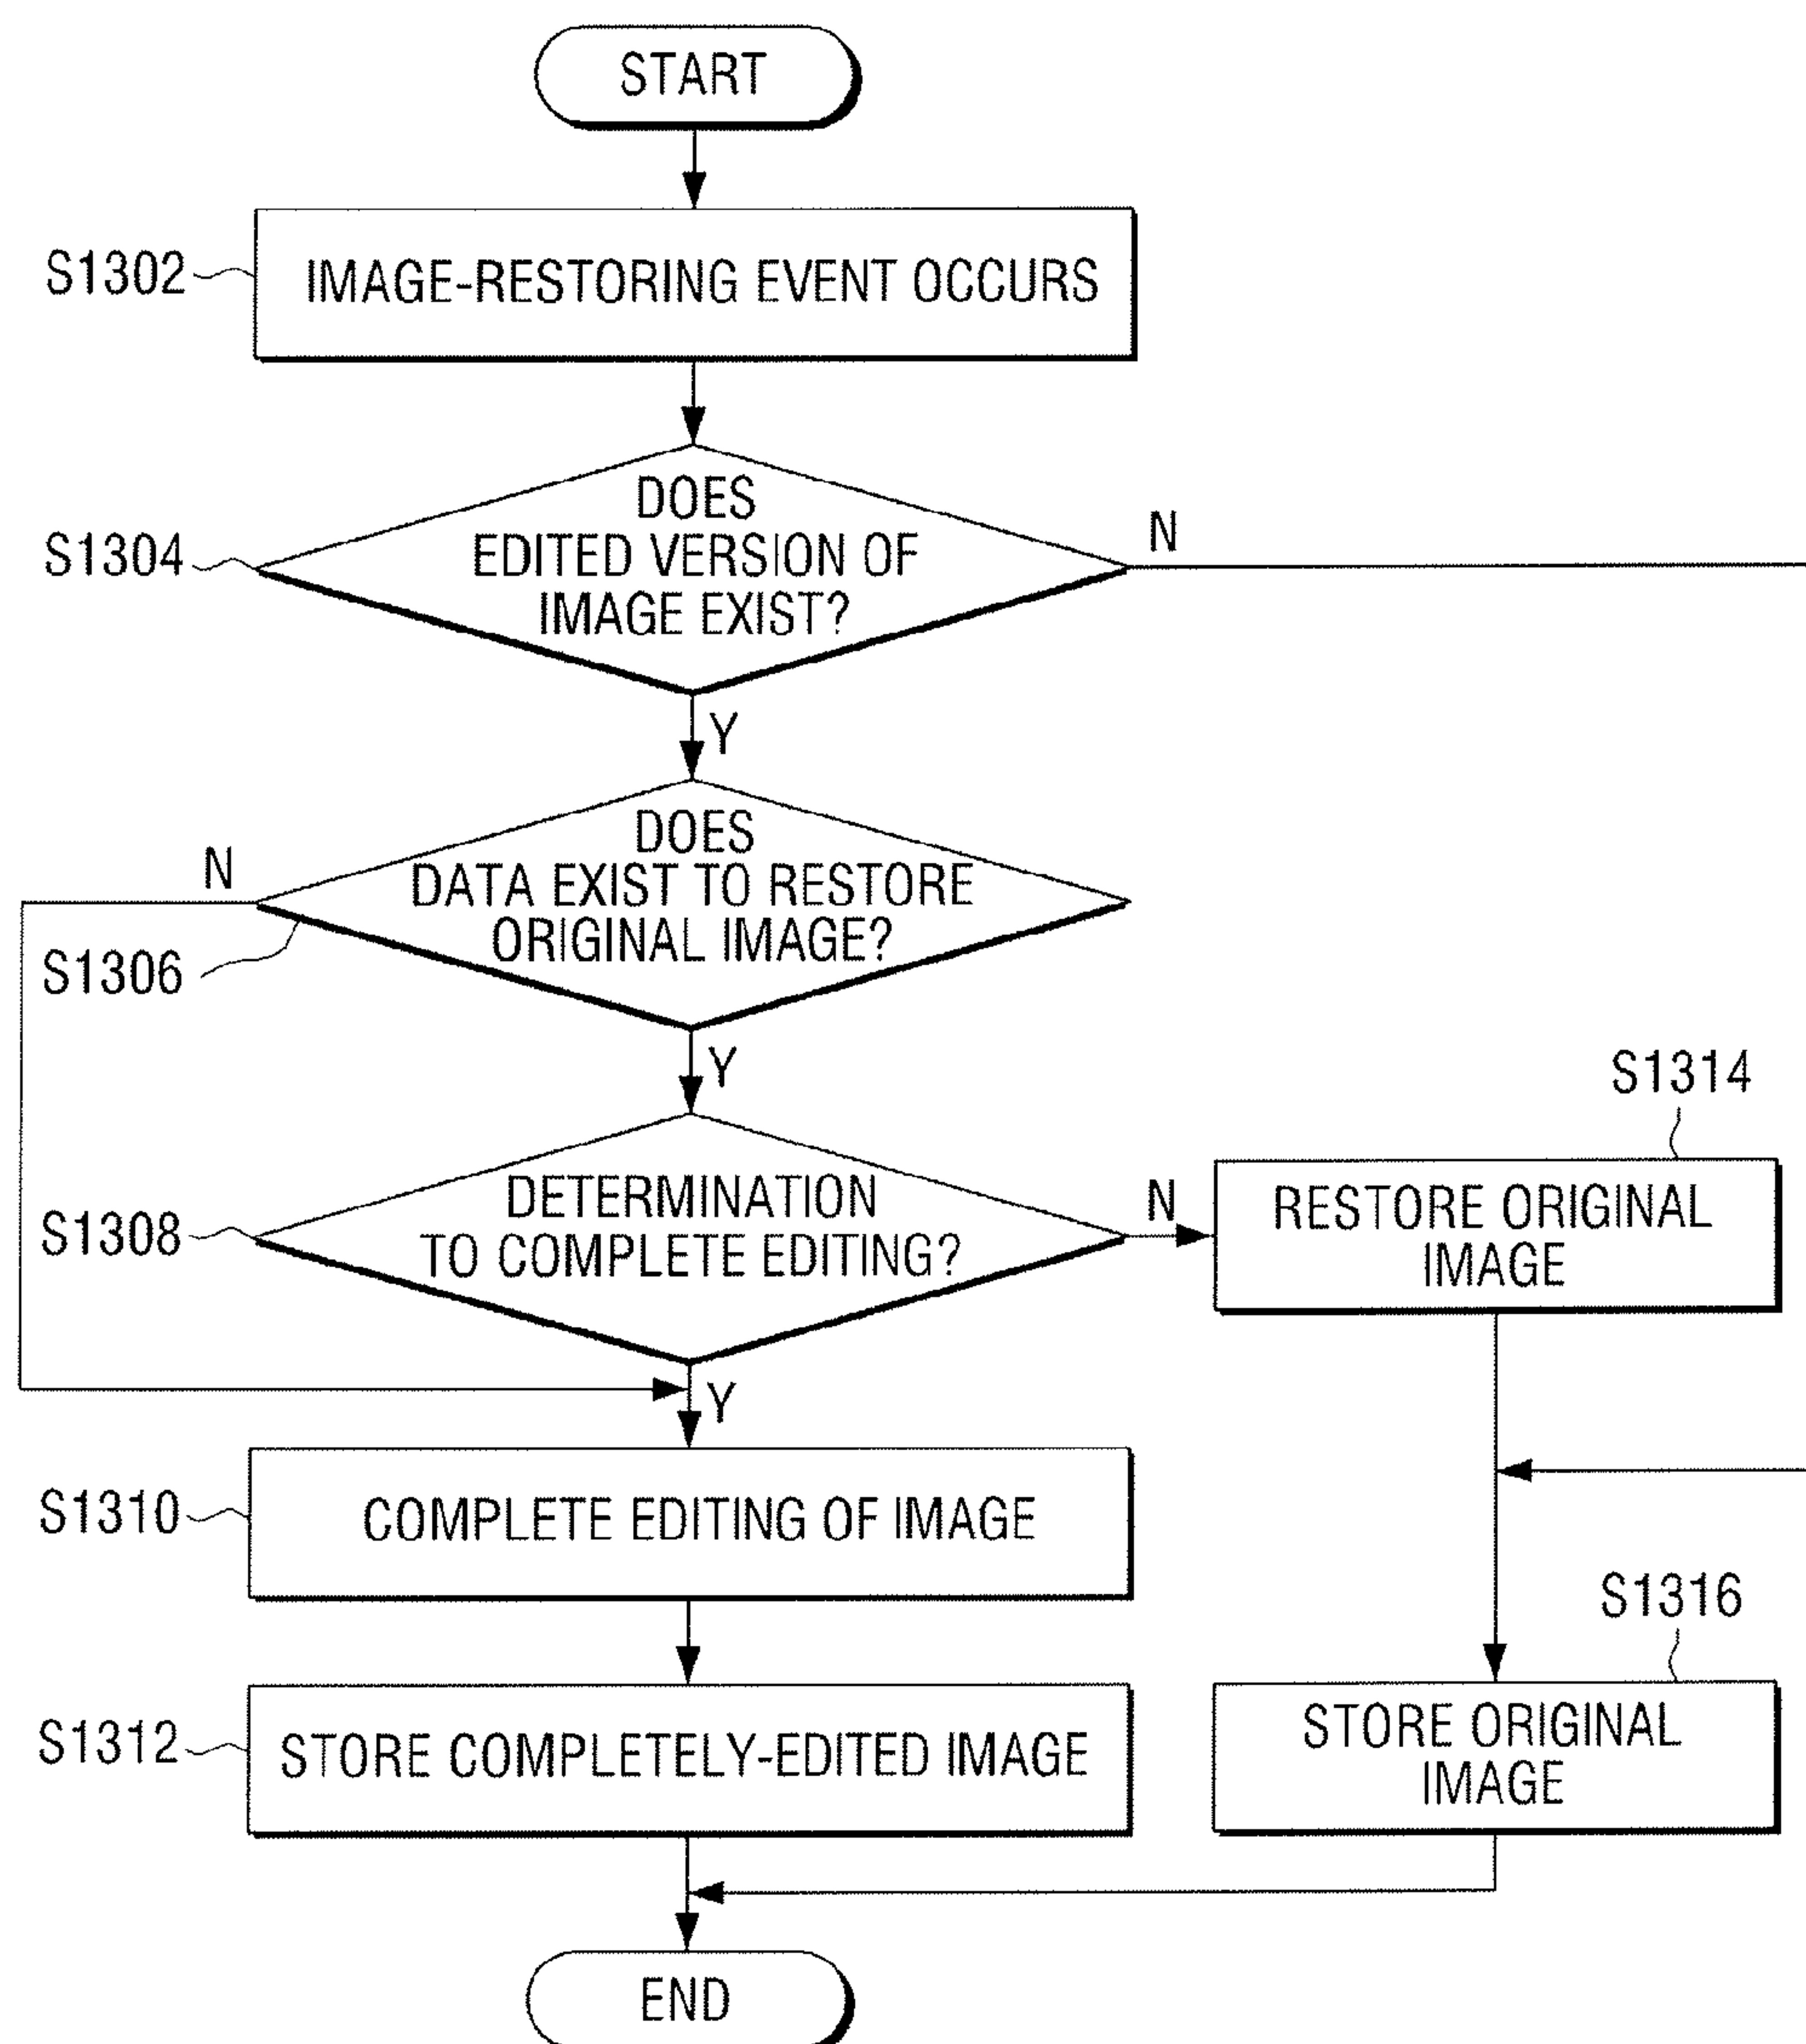 START
S1302
IMAGE-RESTORING EVENT OCCURS
S1304
DOES
EDITED VERSION OF
IMAGE EXIST?
N
Y
DOES
DATA EXIST TO RESTORE
ORIGINAL IMAGE?
N
S1306
Y
S1308
DETERMINATION
TO COMPLETE EDITING?
N
S1314
RESTORE ORIGINAL
IMAGE
Y
S1310
COMPLETE EDITING OF IMAGE
S1312
STORE COMPLETELY-EDITED IMAGE
S1316
STORE ORIGINAL
IMAGE
END